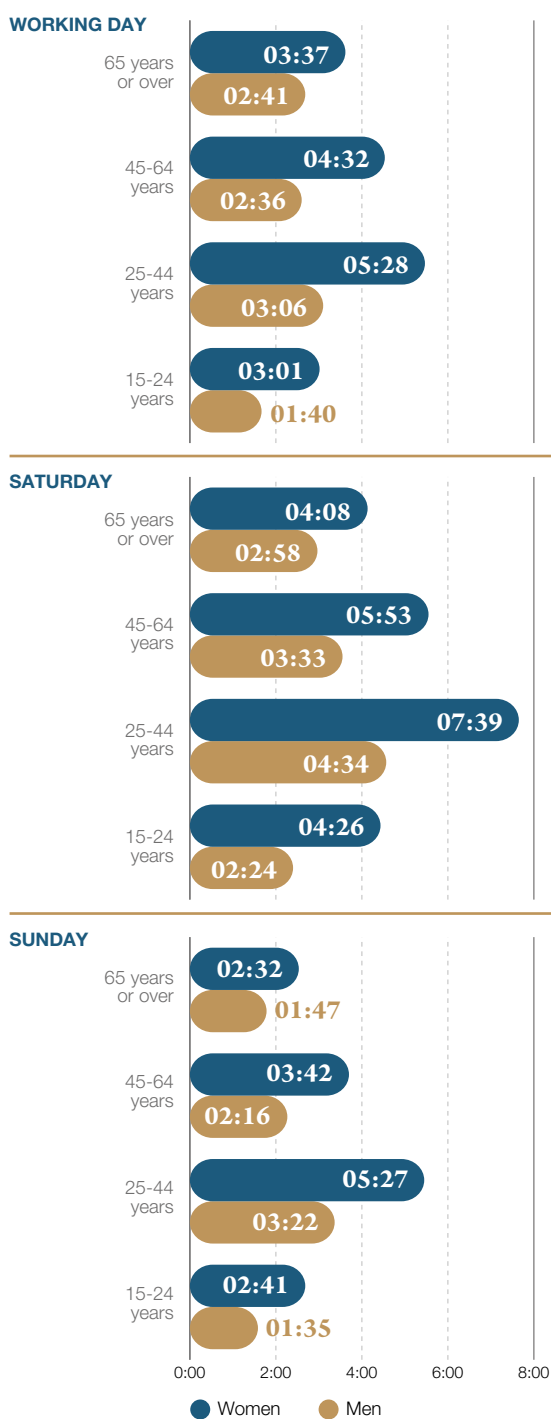 WORKING DAY
65 years
or over
03:37
02:41
45-64
years
04:32
02:36
25-44
years
05:28
03:06
15-24
years
03:01
01:40
SATURDAY
65 years
or over
04:08
02:58
45-64
years
05:53
03:33
25-44
years
07:39
04:34
15-24
years
04:26
02:24
SUNDAY
65 years
or over
02:32
01:47
45-64
years
03:42
02:16
25-44
years
05:27
03:22
15-24
years
02:41
01:35
0:00 2:00 4:00 6:00 8:00
Women Men